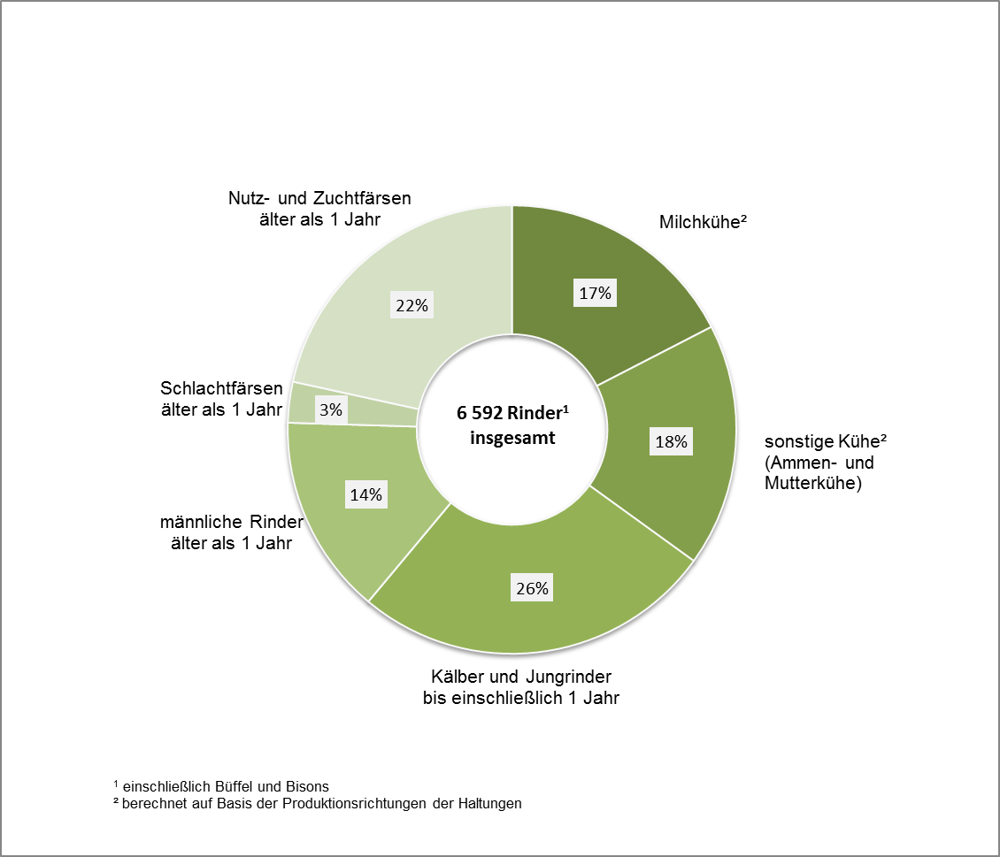 Nutz- und Zuchtfärsen
älter als 1 Jahr
Milchkühe²
17%
22%
Schlachtfärsen
älter als 1 Jahr
3%
6 592 Rinder¹
insgesamt
18%
sonstige Kühe²
(Ammen- und
Mutterkühe)
14%
männliche Rinder
älter als 1 Jahr
26%
Kälber und Jungrinder
bis einschließlich 1 Jahr
¹ einschließlich Büffel und Bisons
² berechnet auf Basis der Produktionsrichtungen der Haltungen